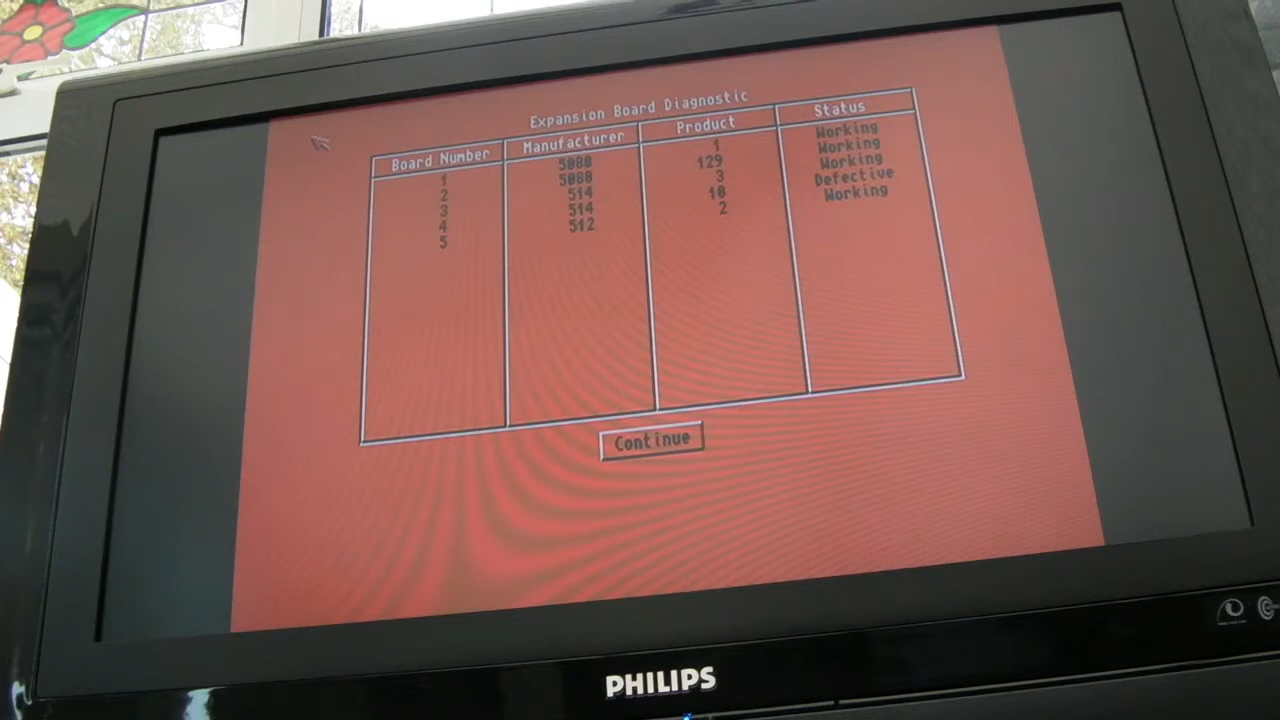 Expansion Board Diagnostic
Board Number Manufacturer Product Status
1 5080 1 Working
2 5080 129 Working
3 514 3 Working
4 514 10 Defective
5 512 2 Working
Continue
PHILIPS